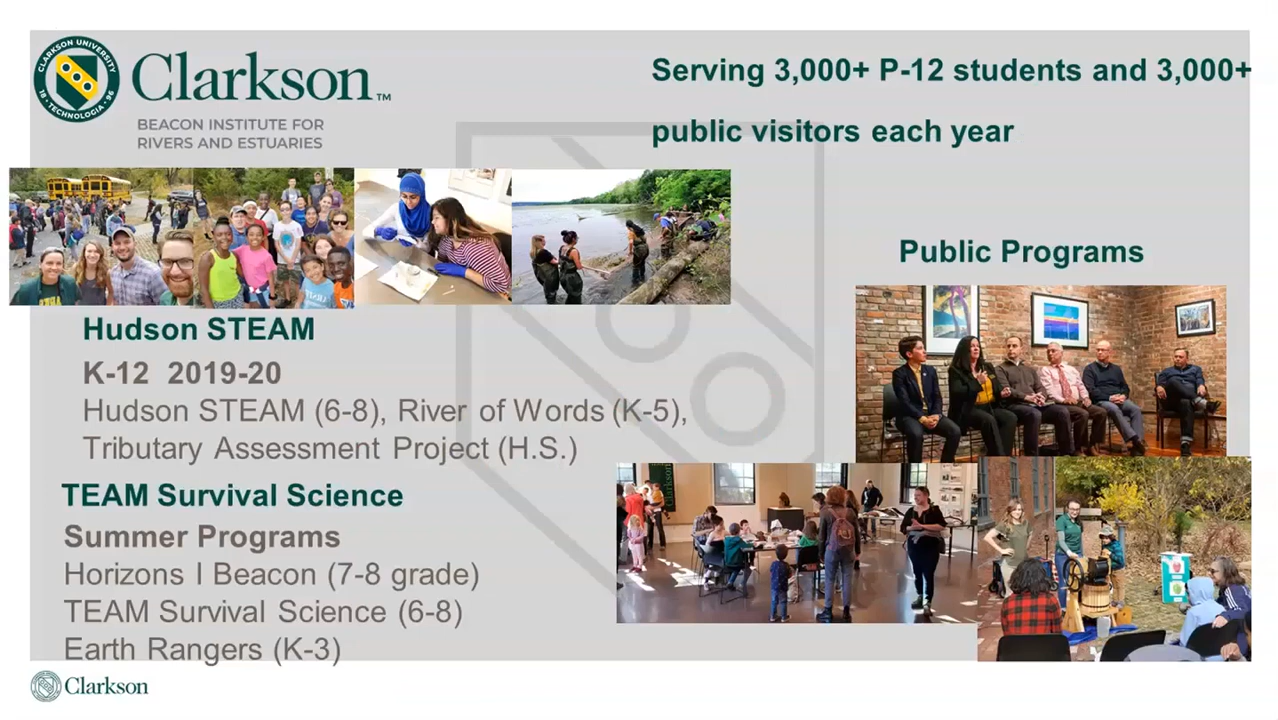 CLARKSON UNIVERSITY
18 • TECHNOLOGIA • 96
Clarkson™
BEACON INSTITUTE FOR
RIVERS AND ESTUARIES
Serving 3,000+ P-12 students and 3,000+
public visitors each year
Public Programs
Hudson STEAM
K-12 2019-20
Hudson STEAM (6-8), River of Words (K-5),
Tributary Assessment Project (H.S.)
TEAM Survival Science
Summer Programs
Horizons I Beacon (7-8 grade)
TEAM Survival Science (6-8)
Earth Rangers (K-3)
Clarkson